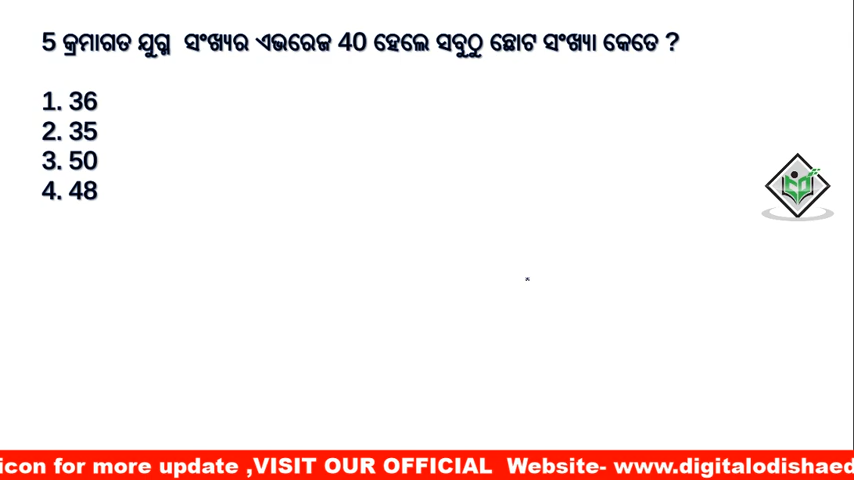 5 କ୍ରମାଗତ ଯୁଗ୍ମ ସଂଖ୍ୟର ଏଭରେଜ 40 ହେଲେ ସବୁଠୁ ଛୋଟ ସଂଖ୍ୟା କେତେ ?
1. 36
2. 35
3. 50
4. 48
icon for more update ,VISIT OUR OFFICIAL Website- www.digitalodishaed